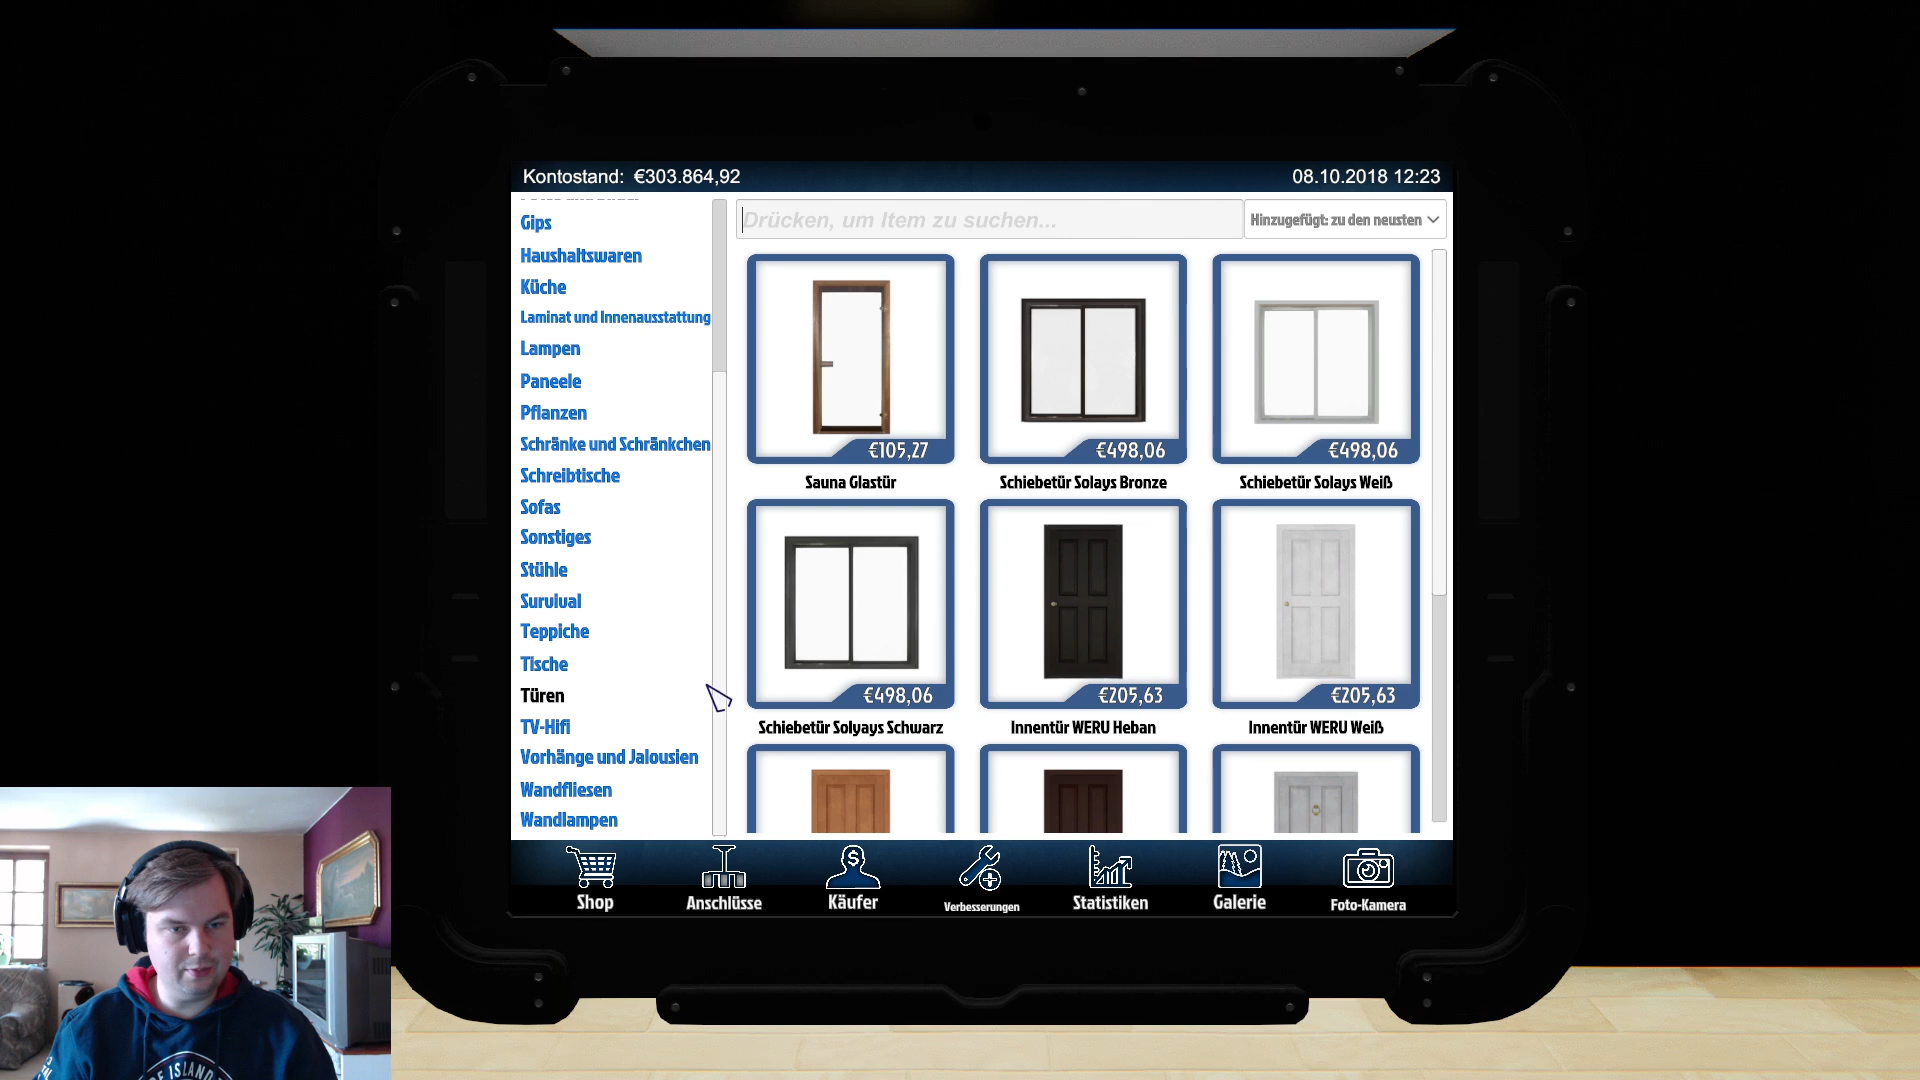 Kontostand: €303.864,92
08.10.2018 12:23
Gips
Haushaltswaren
Küche
Laminat und Innenausstattung
Lampen
Paneele
Pflanzen
Schränke und Schränkchen
Schreibtische
Sofas
Sonstiges
Stühle
Survival
Teppiche
Tische
Türen
TV-Hifi
Vorhänge und Jalousien
Wandfliesen
Wandlampen
Drücken, um Item zu suchen...
Hinzugefügt: zu den neusten
€105,27
€498,06
€498,06
Sauna Glastür
Schiebetür Solays Bronze
Schiebetür Solays Weiß
€498,06
€205,63
€205,63
Schiebetür Solyays Schwarz
Innentür WERU Heban
Innentür WERU Weiß
Shop
Anschlüsse
Käufer
Verbesserungen
Statistiken
Galerie
Foto-Kamera